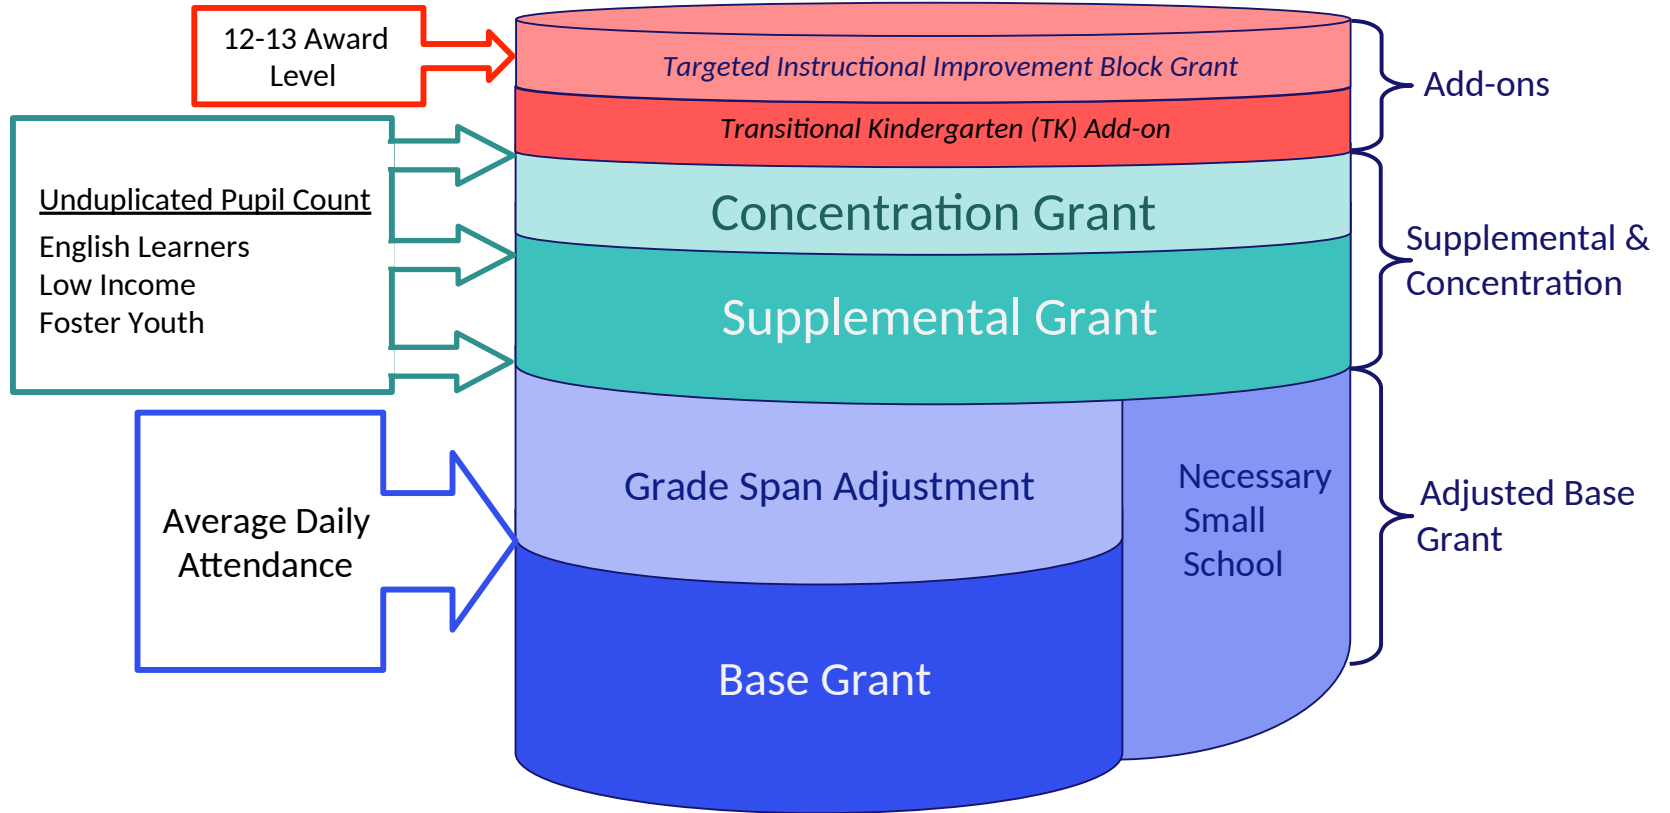 12-13 Award
Level
Targeted Instructional Improvement Block Grant
Add-ons
Transitional Kindergarten (TK) Add-on
Unduplicated Pupil Count
English Learners
Low Income
Foster Youth
Concentration Grant
Supplemental Grant
Supplemental &
Concentration
Average Daily
Attendance
Grade Span Adjustment
Necessary
Small
School
Adjusted Base
Grant
Base Grant